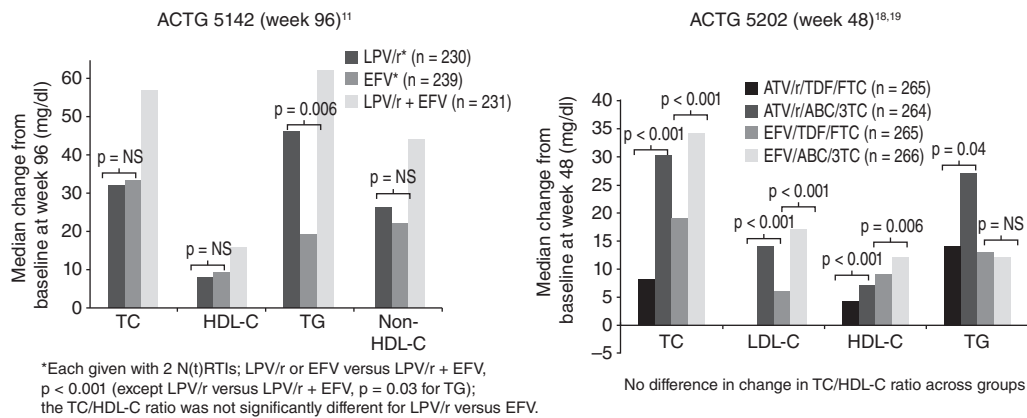 ACTG 5142 (week 96)11
LPV/r* (n = 230)
EFV* (n = 239)
LPV/r + EFV (n = 231)
Median change from
baseline at week 96 (mg/dl)
60
50
40
30
20
10
0
p = NS
p = NS
p = 0.006
p = NS
TC
HDL-C
TG
Non-
HDL-C
*Each given with 2 N(t)RTIs; LPV/r or EFV versus LPV/r + EFV,
p < 0.001 (except LPV/r versus LPV/r + EFV, p = 0.03 for TG);
the TC/HDL-C ratio was not significantly different for LPV/r versus EFV.
ACTG 5202 (week 48)18,19
ATV/r/TDF/FTC (n = 265)
ATV/r/ABC/3TC (n = 264)
EFV/TDF/FTC (n = 265)
EFV/ABC/3TC (n = 266)
Median change from
baseline at week 48 (mg/dl)
40
35
30
25
20
15
10
5
0
–5
p < 0.001
p < 0.001
p < 0.001
p < 0.001
p < 0.001
p = 0.006
p = 0.04
p = NS
TC
LDL-C
HDL-C
TG
No difference in change in TC/HDL-C ratio across groups